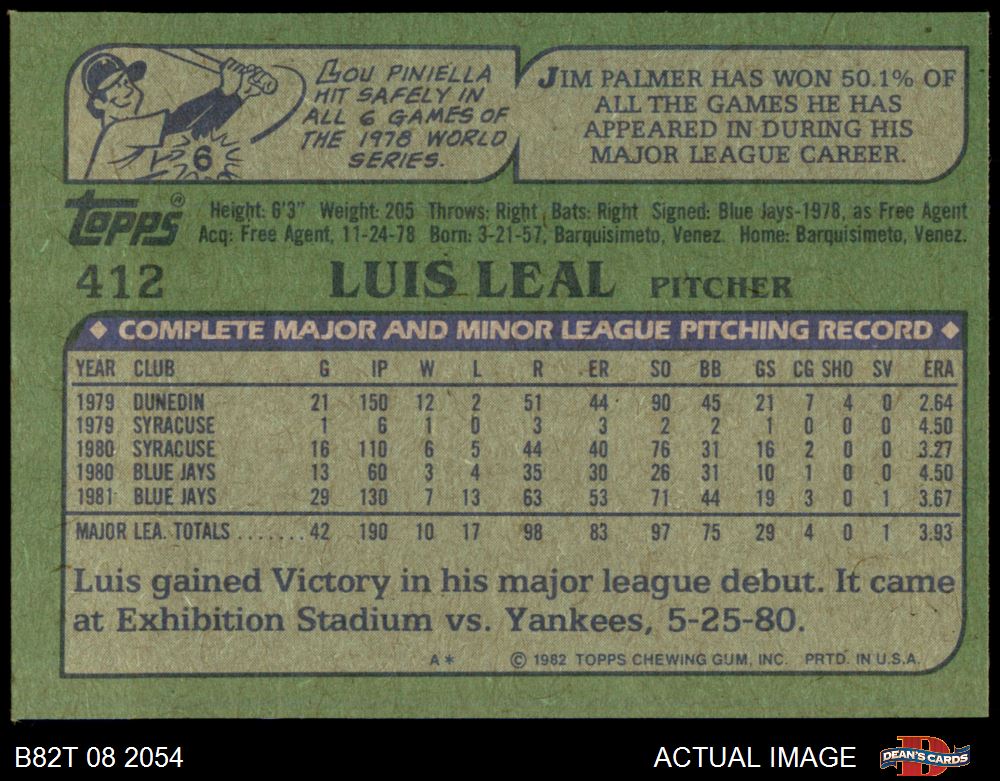 LOU PINIELLA
HIT SAFELY IN
ALL 6 GAMES OF
THE 1978 WORLD
SERIES.
6
JIM PALMER HAS WON 50.1% OF
ALL THE GAMES HE HAS
APPEARED IN DURING HIS
MAJOR LEAGUE CAREER.
TOPPS®
Height: 6'3" Weight: 205 Throws: Right Bats: Right Signed: Blue Jays-1978, as Free Agent
Acq: Free Agent, 11-24-78 Born: 3-21-57, Barquisimeto, Venez. Home: Barquisimeto, Venez.
412 LUIS LEAL PITCHER
◆ COMPLETE MAJOR AND MINOR LEAGUE PITCHING RECORD ◆
YEAR CLUB G IP W L R ER SO BB GS CG SHO SV ERA
1979 DUNEDIN 21 150 12 2 51 44 90 45 21 7 4 0 2.64
1979 SYRACUSE 1 6 1 0 3 3 2 2 1 0 0 0 4.50
1980 SYRACUSE 16 110 6 5 44 40 76 31 16 2 0 0 3.27
1980 BLUE JAYS 13 60 3 4 35 30 26 31 10 1 0 0 4.50
1981 BLUE JAYS 29 130 7 13 63 53 71 44 19 3 0 1 3.67
MAJOR LEA. TOTALS .......42 190 10 17 98 83 97 75 29 4 0 1 3.93
Luis gained Victory in his major league debut. It came
at Exhibition Stadium vs. Yankees, 5-25-80.
A* © 1982 TOPPS CHEWING GUM, INC. PRTD. IN U.S.A.
B82T 08 2054 ACTUAL IMAGE D DEAN'S CARDS